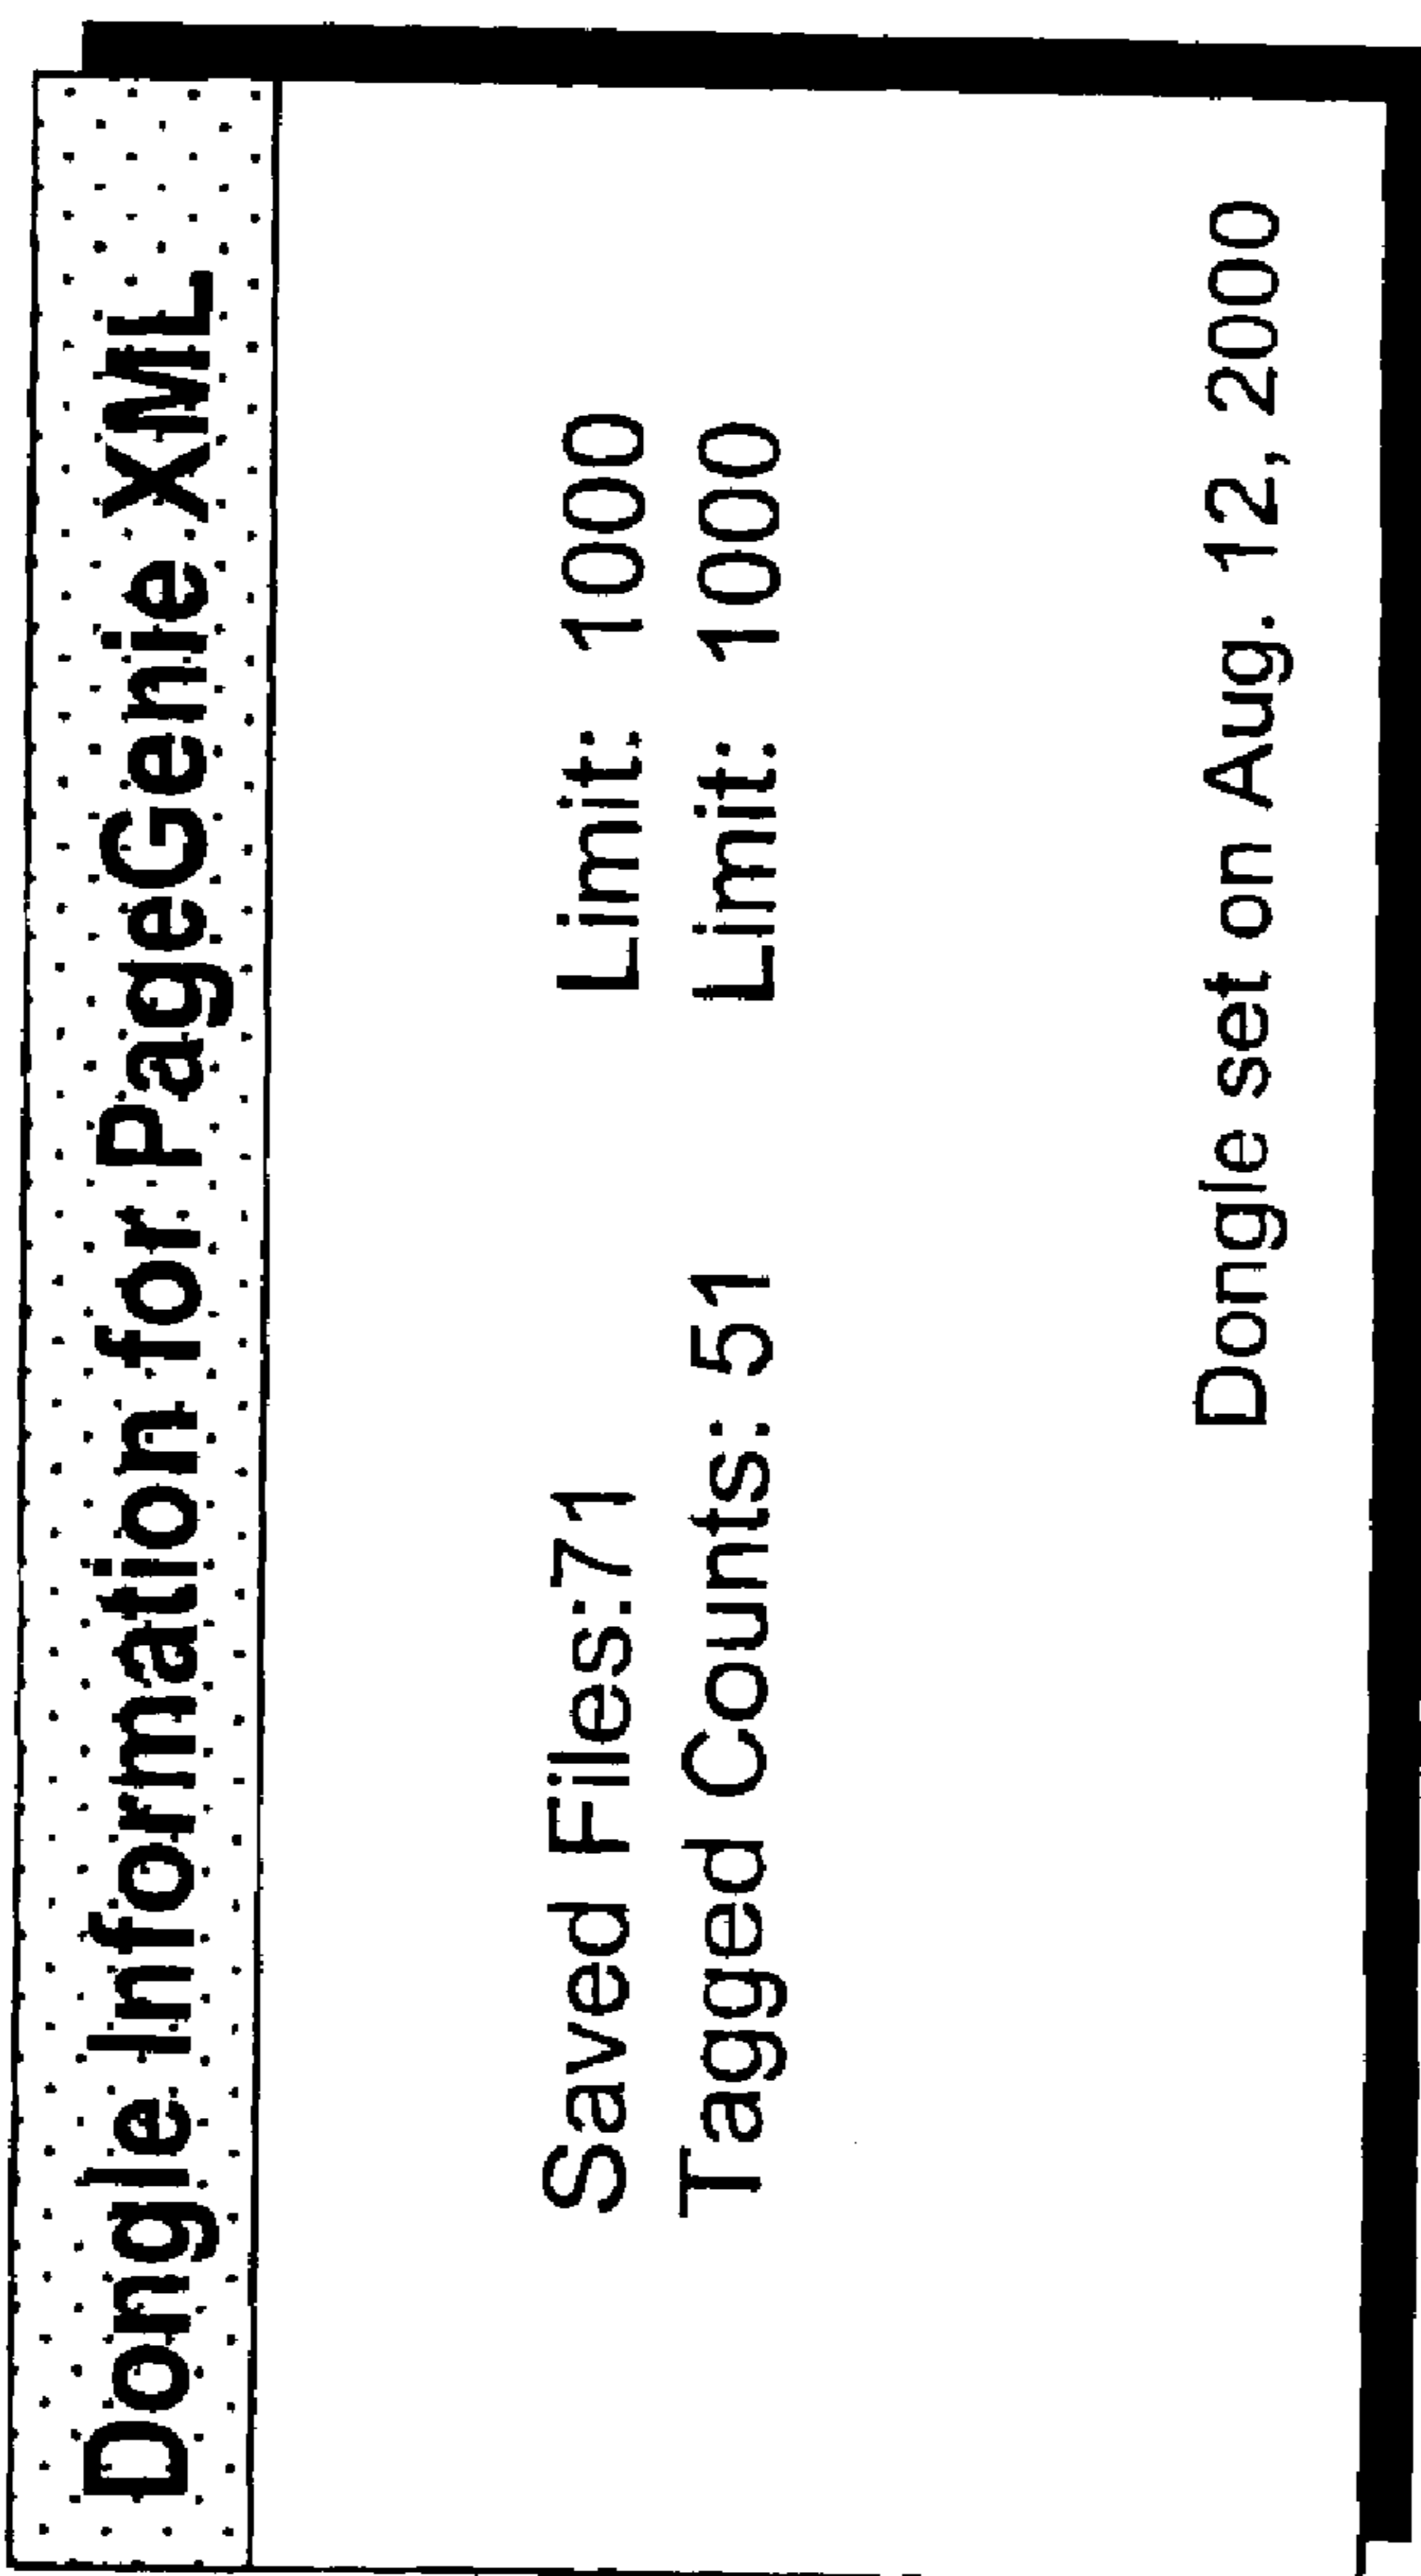 Dongle Information for PageGenie XML
Saved Files:71 Limit: 1000
Tagged Counts: 51 Limit: 1000
Dongle set on Aug. 12, 2000